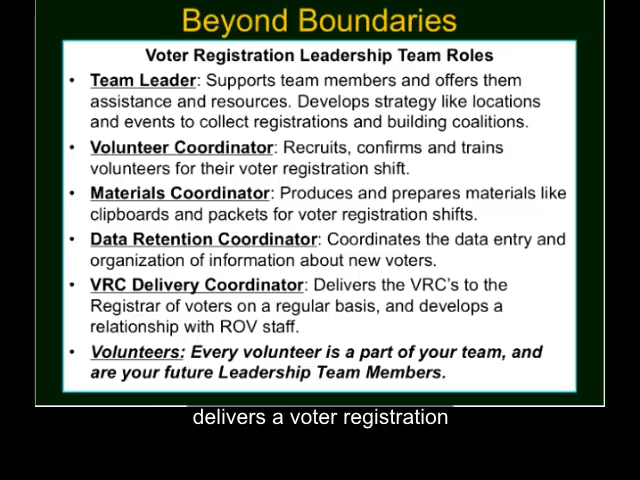 Beyond Boundaries
Voter Registration Leadership Team Roles
• Team Leader: Supports team members and offers them
assistance and resources. Develops strategy like locations
and events to collect registrations and building coalitions.
• Volunteer Coordinator: Recruits, confirms and trains
volunteers for their voter registration shift.
• Materials Coordinator: Produces and prepares materials like
clipboards and packets for voter registration shifts.
• Data Retention Coordinator: Coordinates the data entry and
organization of information about new voters.
• VRC Delivery Coordinator: Delivers the VRC's to the
Registrar of voters on a regular basis, and develops a
relationship with ROV staff.
• Volunteers: Every volunteer is a part of your team, and
are your future Leadership Team Members.
delivers a voter registration